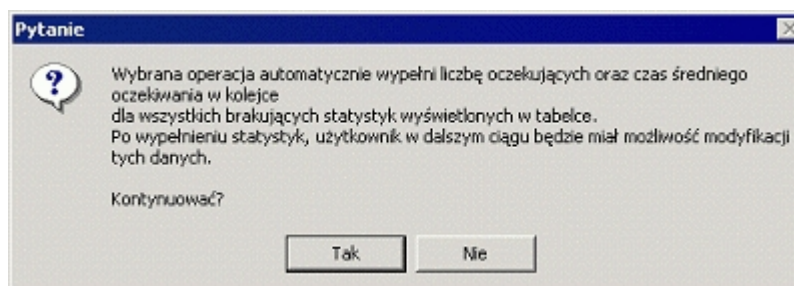 Pytanie
Wybrana operacja automatycznie wypełni liczbę oczekujących oraz czas średniego
oczekiwania w kolejce
dla wszystkich brakujących statystyk wyświetlonych w tabelce.
Po wypełnieniu statystyk, użytkownik w dalszym ciągu będzie miał możliwość modyfikacji
tych danych.
Kontynuować?
Tak Nie